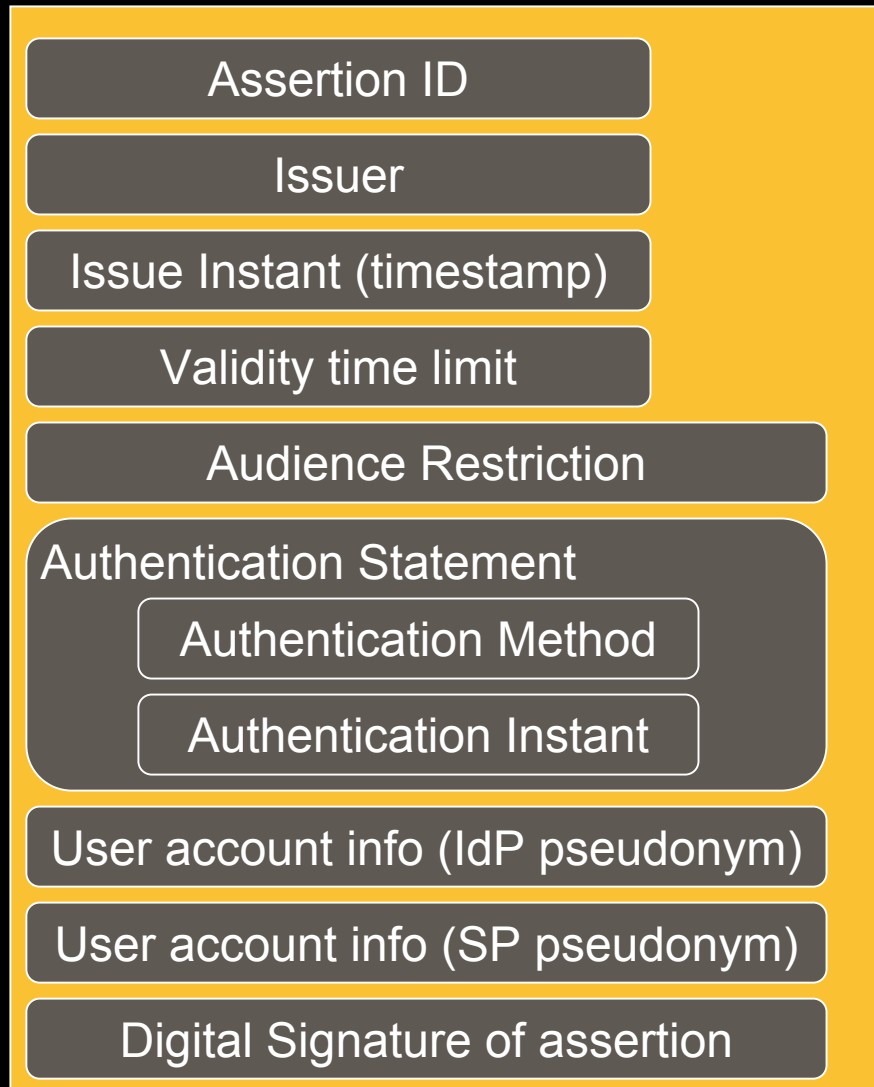 Assertion ID
Issuer
Issue Instant (timestamp)
Validity time limit
Audience Restriction
Authentication Statement
Authentication Method
Authentication Instant
User account info (IdP pseudonym)
User account info (SP pseudonym)
Digital Signature of assertion